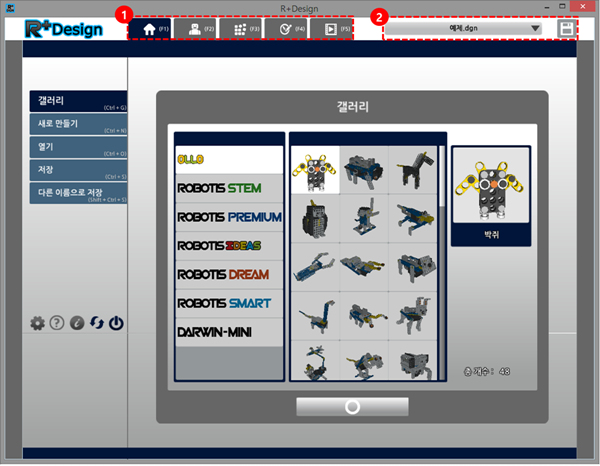 R+Design
1
2
R+Design
(F1)
(F2)
(F3)
(F4)
(F5)
예제.dgn
갤러리
(Ctrl + G)
새로 만들기
(Ctrl + N)
열기
(Ctrl + O)
저장
(Ctrl + S)
다른 이름으로 저장
(Shift + Ctrl + S)
갤러리
OLLO
ROBOTIS STEM
ROBOTIS PREMIUM
ROBOTIS IDEAS
ROBOTIS DREAM
ROBOTIS SMART
DARWIN-MINI
박쥐
총 개수 : 48